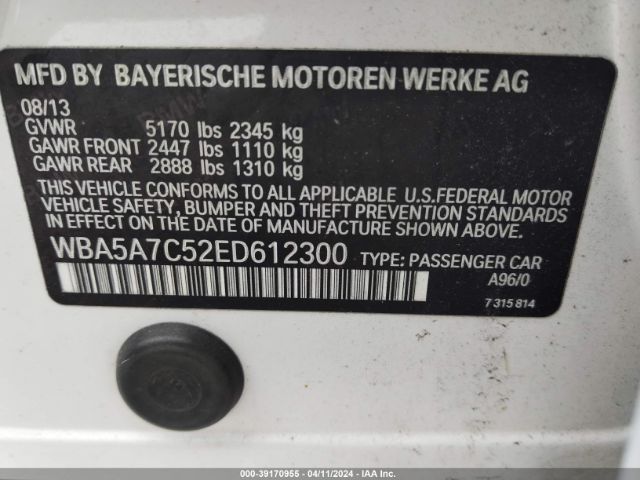 MFD BY BAYERISCHE MOTOREN WERKE AG
08/13
GVWR 5170 lbs 2345 kg
GAWR FRONT 2447 lbs 1110 kg
GAWR REAR 2888 lbs 1310 kg
THIS VEHICLE CONFORMS TO ALL APPLICABLE U.S.FEDERAL MOTOR
VEHICLE SAFETY, BUMPER AND THEFT PREVENTION STANDARDS
IN EFFECT ON THE DATE OF MANUFACTURE SHOWN ABOVE.
WBA5A7C52ED612300 TYPE: PASSENGER CAR
A96/0
7 315 814
000-39170955 - 04/11/2024 - IAA Inc.